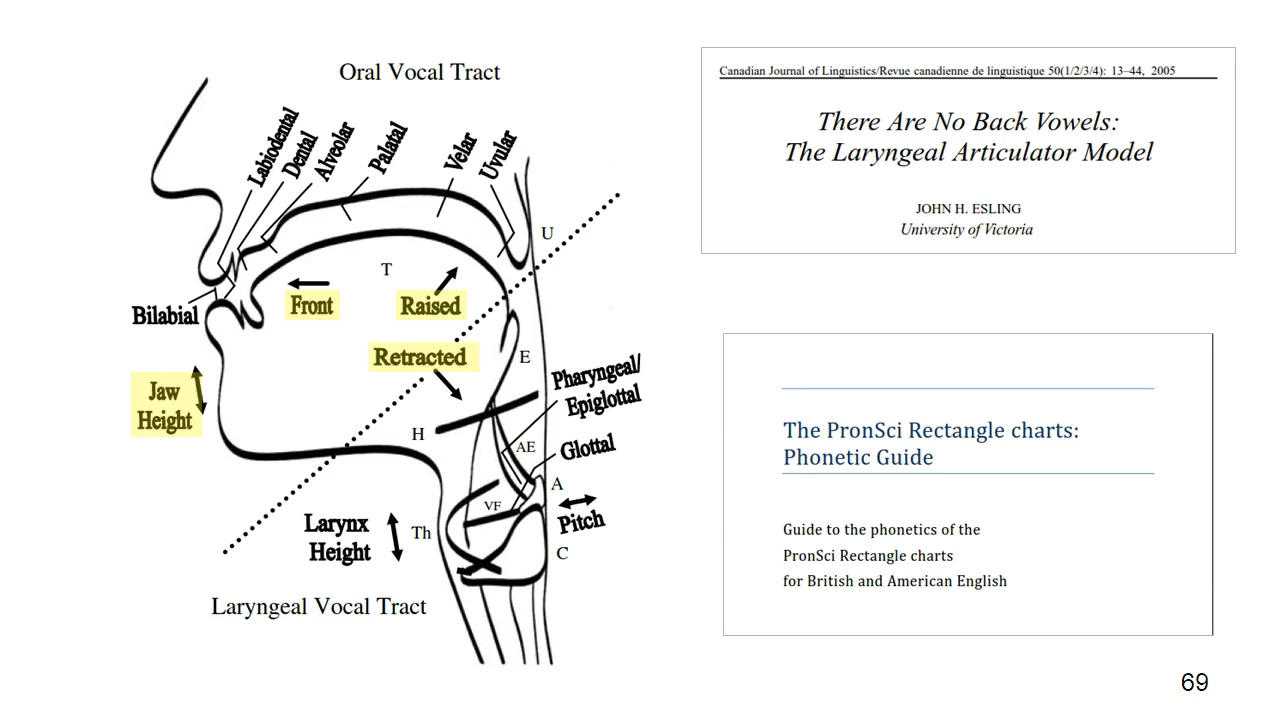 Oral Vocal Tract
Labiodental
Dental
Alveolar
Palatal
Velar
Uvular
U
T
Front
Raised
Bilabial
Retracted
E
Pharyngeal/
Epiglottal
Jaw
Height
H
AE
Glottal
A
VF
Pitch
Larynx
Height
Th
C
Laryngeal Vocal Tract
Canadian Journal of Linguistics/Revue canadienne de linguistique 50(1/2/3/4): 13–44, 2005
There Are No Back Vowels:
The Laryngeal Articulator Model
JOHN H. ESLING
University of Victoria
The PronSci Rectangle charts:
Phonetic Guide
Guide to the phonetics of the
PronSci Rectangle charts
for British and American English
69